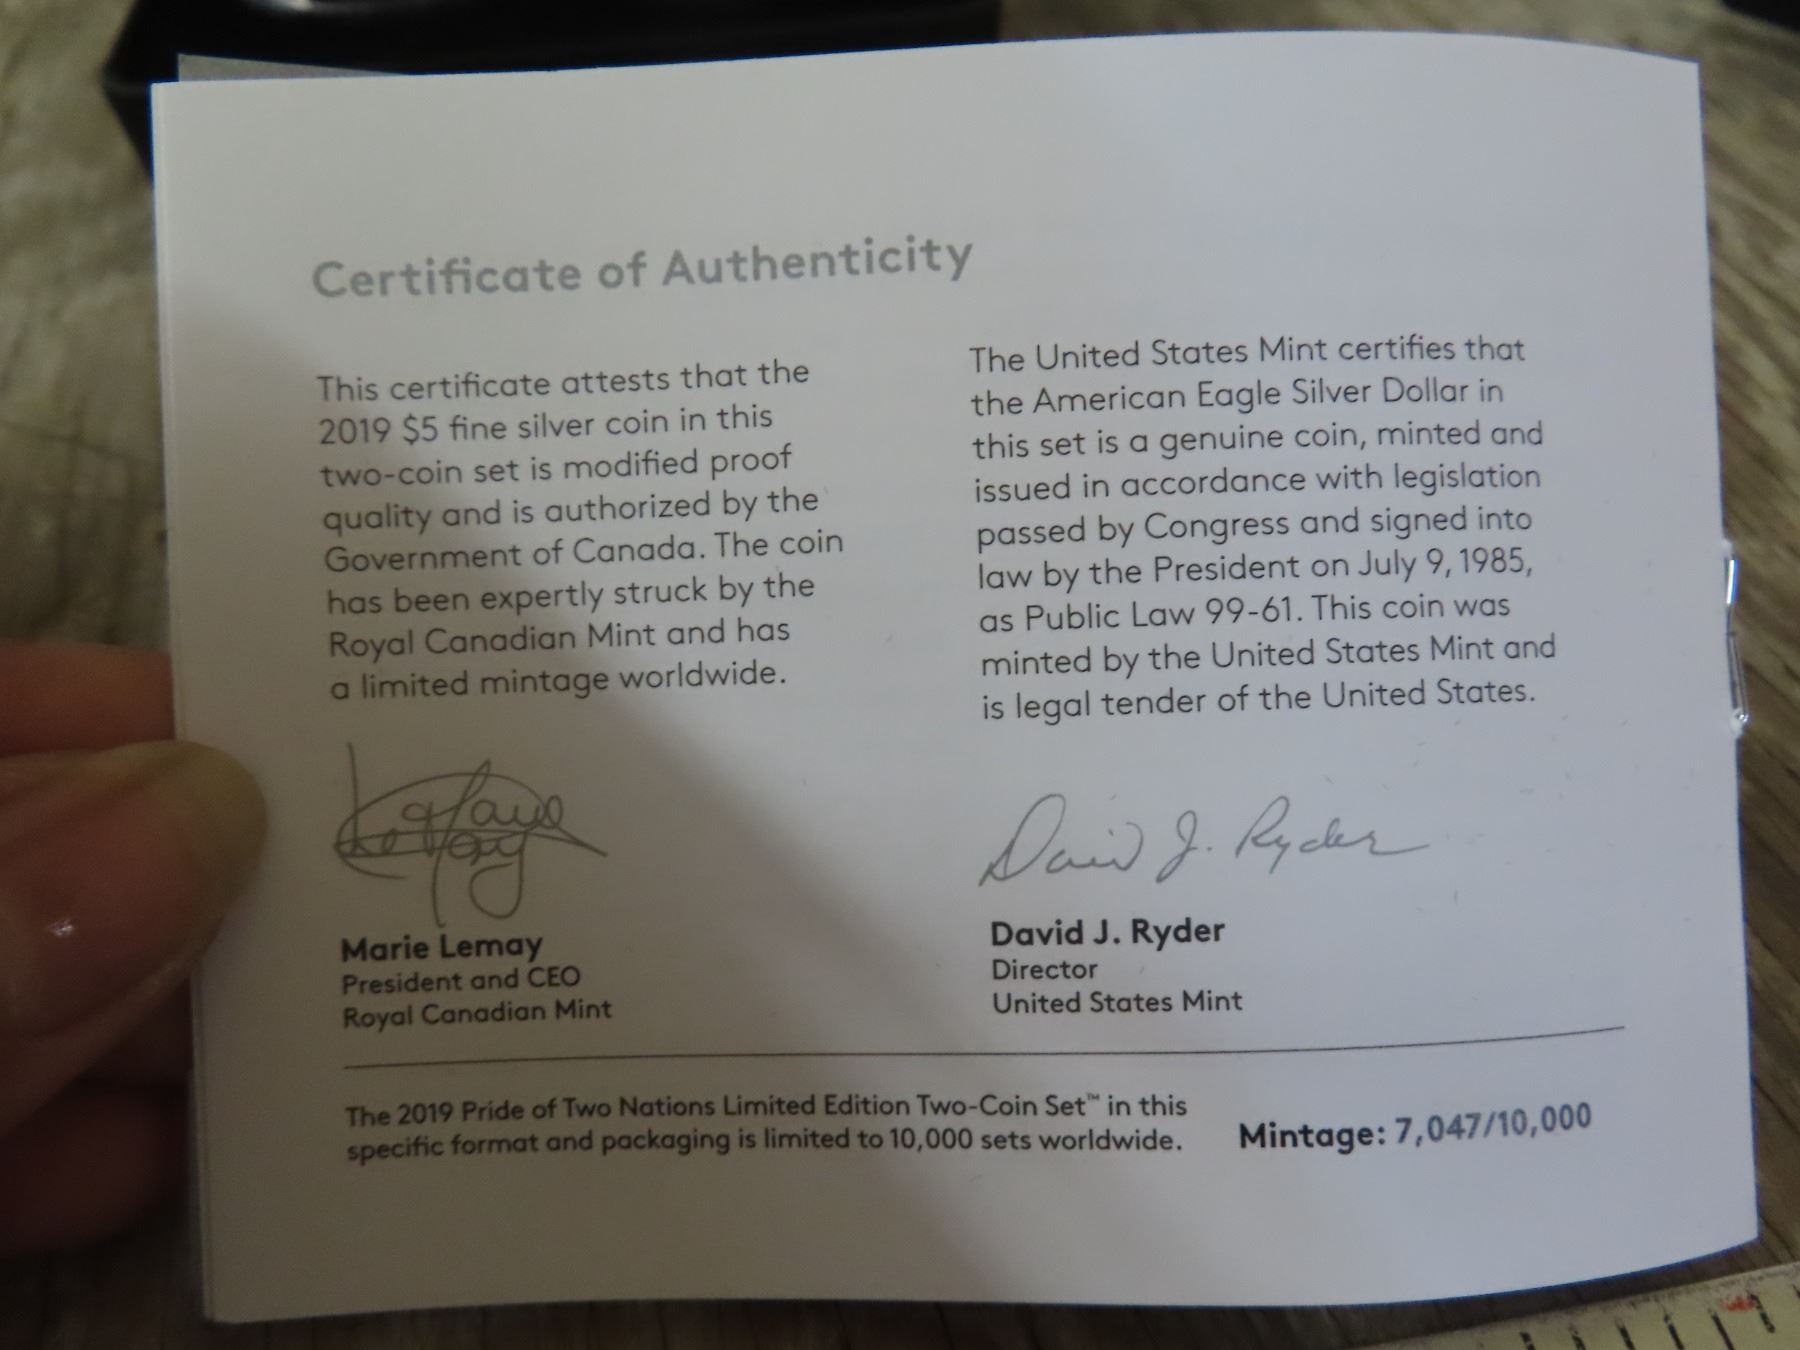 Certificate of Authenticity
This certificate attests that the
2019 $5 fine silver coin in this
two-coin set is modified proof
quality and is authorized by the
Government of Canada. The coin
has been expertly struck by the
Royal Canadian Mint and has
a limited mintage worldwide.
Marie Lemay
President and CEO
Royal Canadian Mint
The United States Mint certifies that
the American Eagle Silver Dollar in
this set is a genuine coin, minted and
issued in accordance with legislation
passed by Congress and signed into
law by the President on July 9, 1985,
as Public Law 99-61. This coin was
minted by the United States Mint and
is legal tender of the United States.
David J. Ryder
David J. Ryder
Director
United States Mint
The 2019 Pride of Two Nations Limited Edition Two-Coin Set™ in this
specific format and packaging is limited to 10,000 sets worldwide.
Mintage: 7,047/10,000